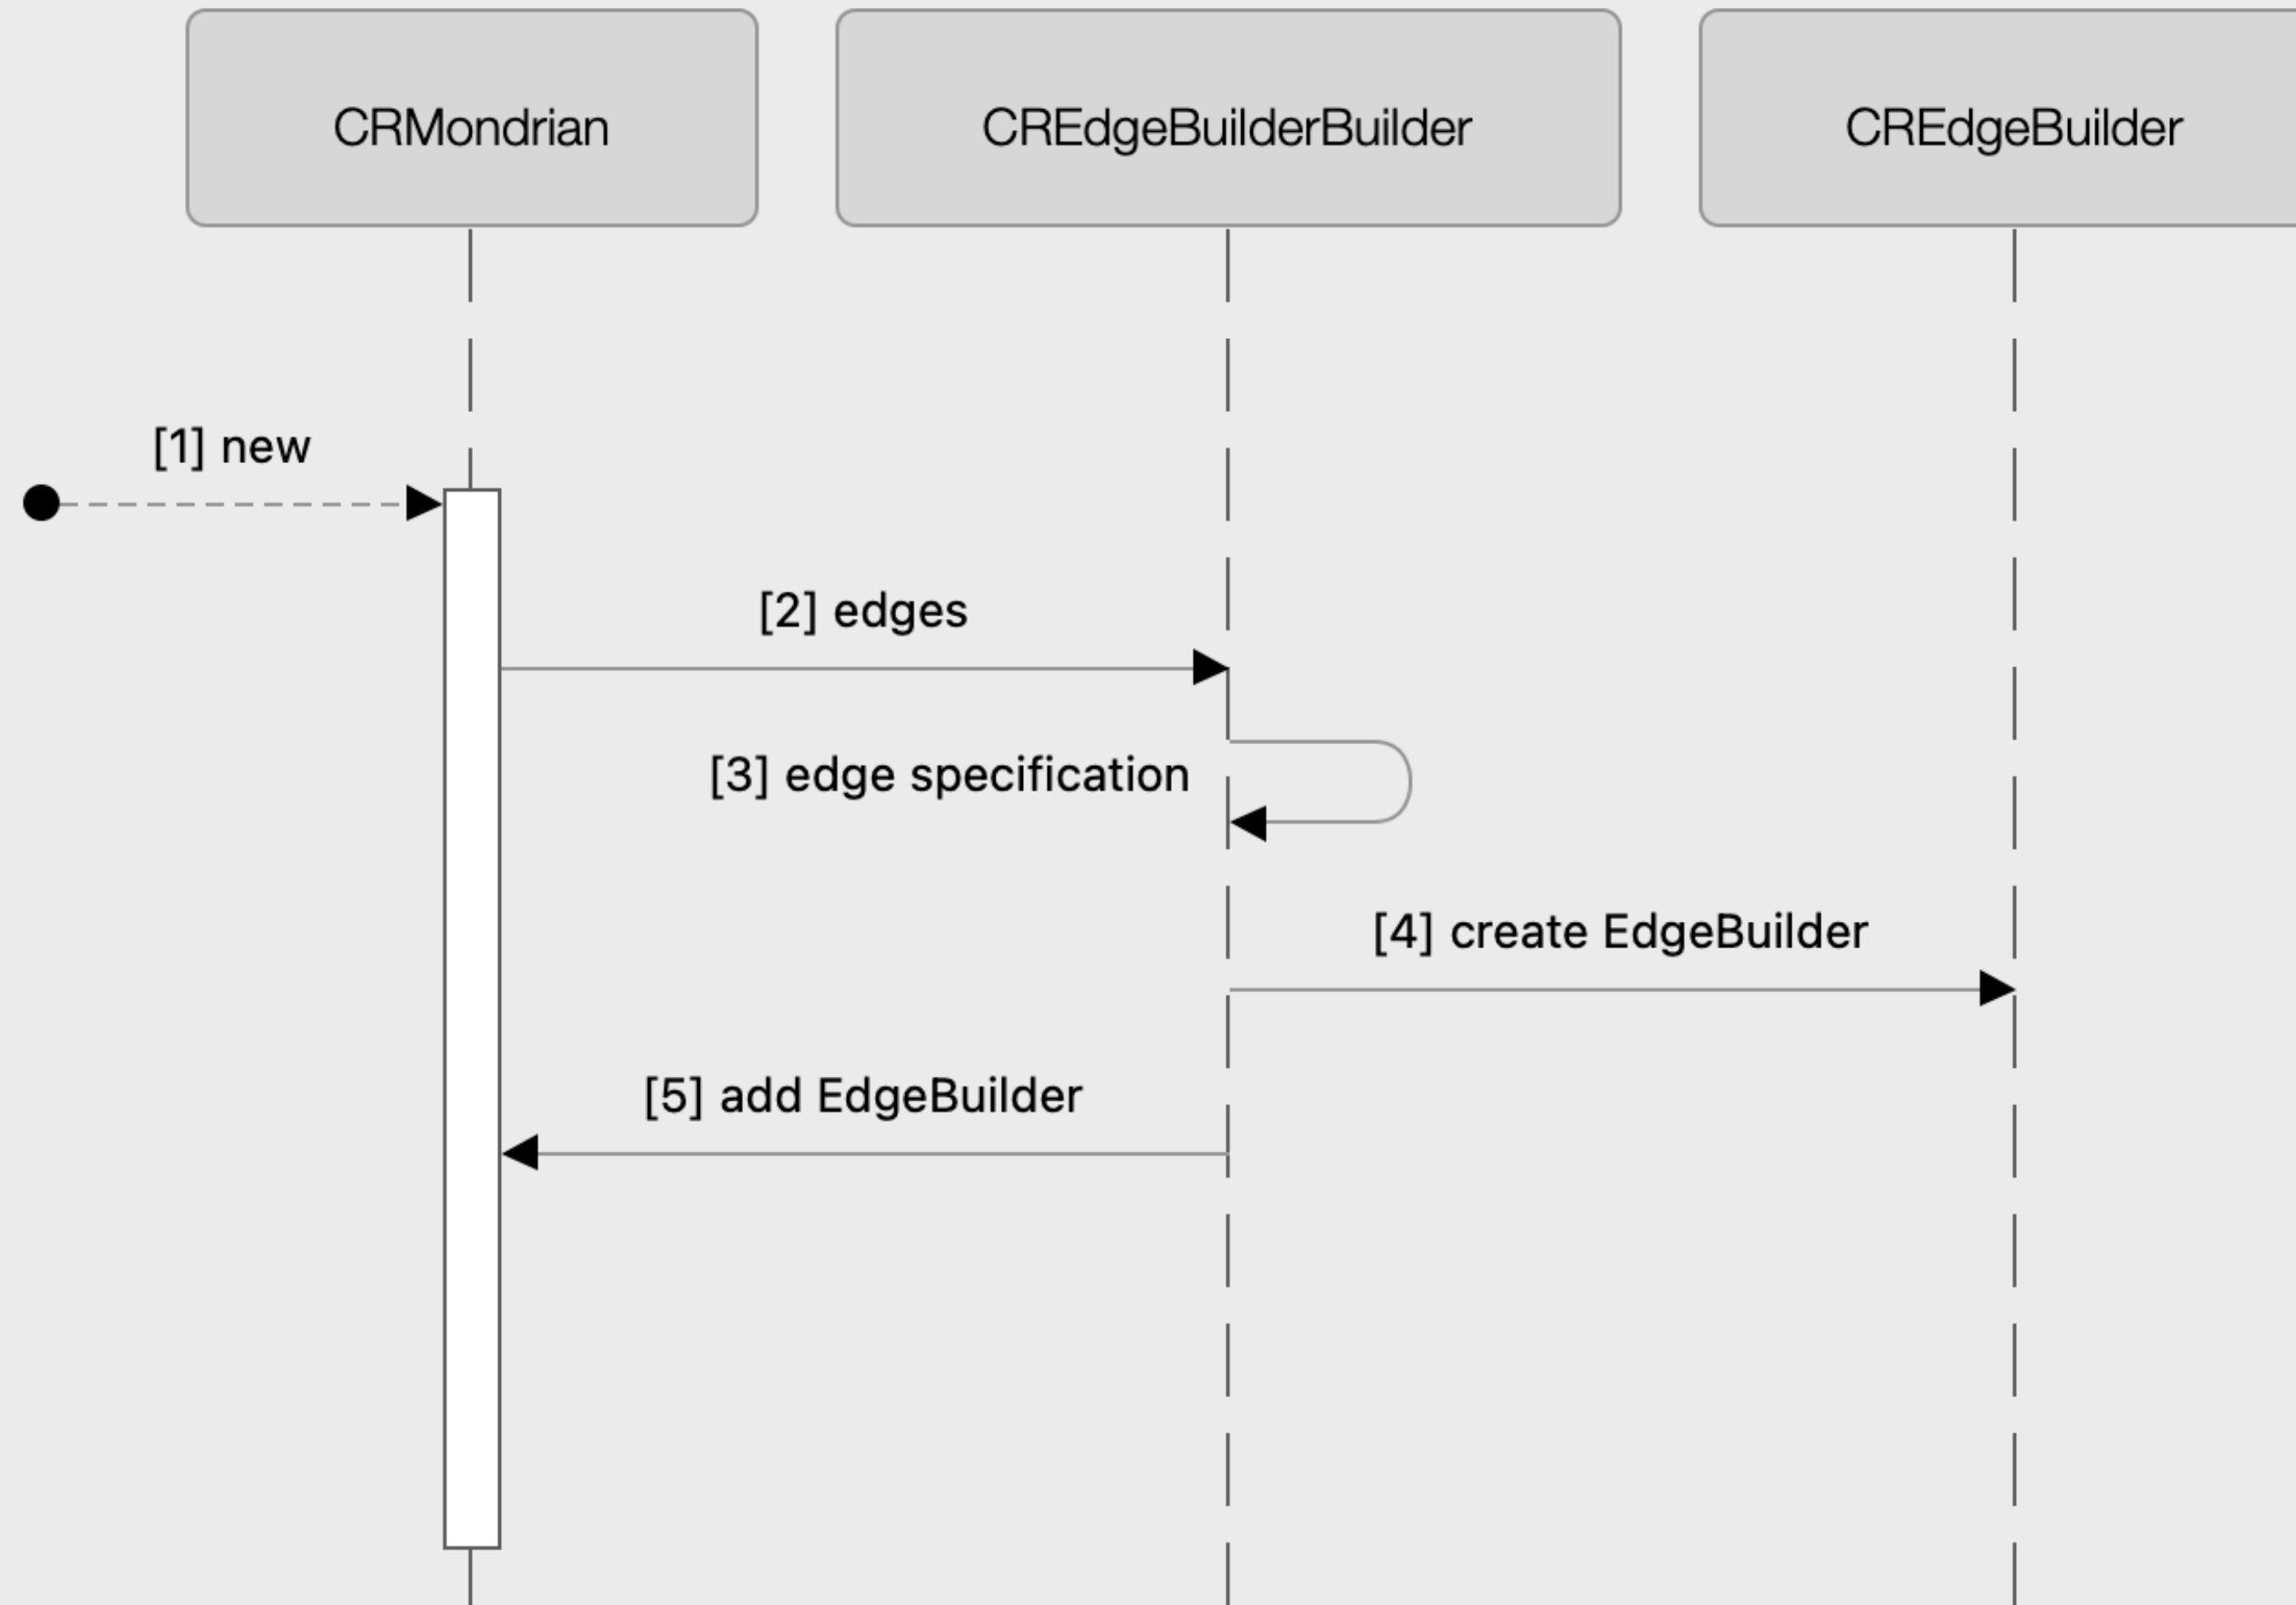 CRMondrian
CREdgeBuilderBuilder
CREdgeBuilder
[1] new
[2] edges
[3] edge specification
[4] create EdgeBuilder
[5] add EdgeBuilder